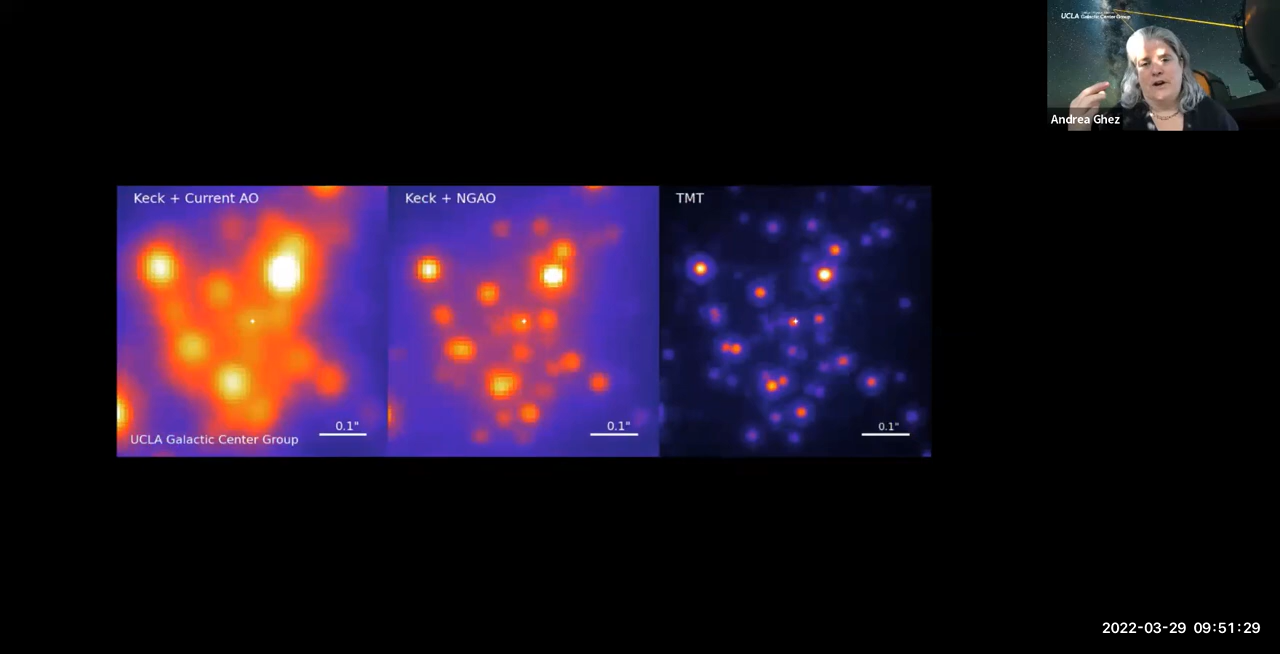 UCLA Galactic Center Group
Andrea Ghez
Keck + Current AO
Keck + NGAO
TMT
0.1"
0.1"
0.1"
UCLA Galactic Center Group
2022-03-29 09:51:29